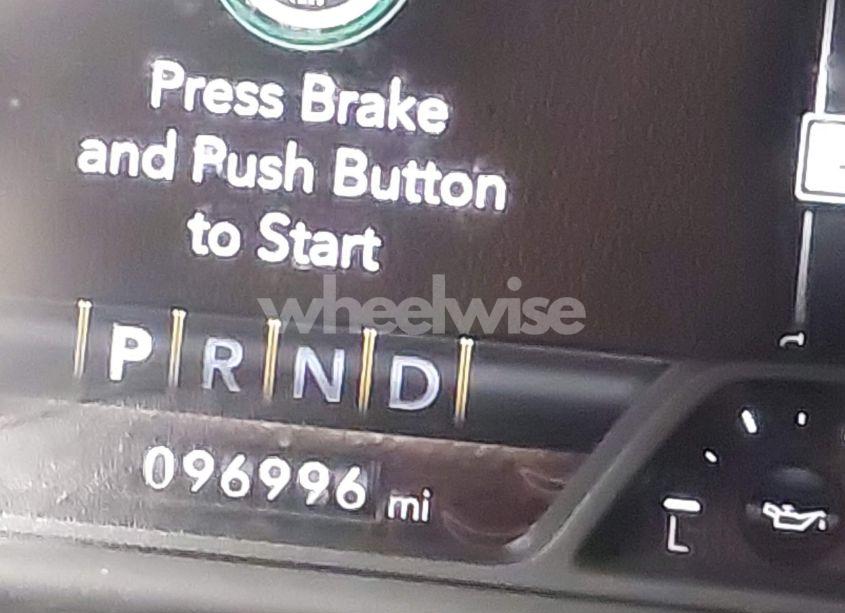 Press Brake
and Push Button
to Start
wheelwise
P R N D
096996 mi
L